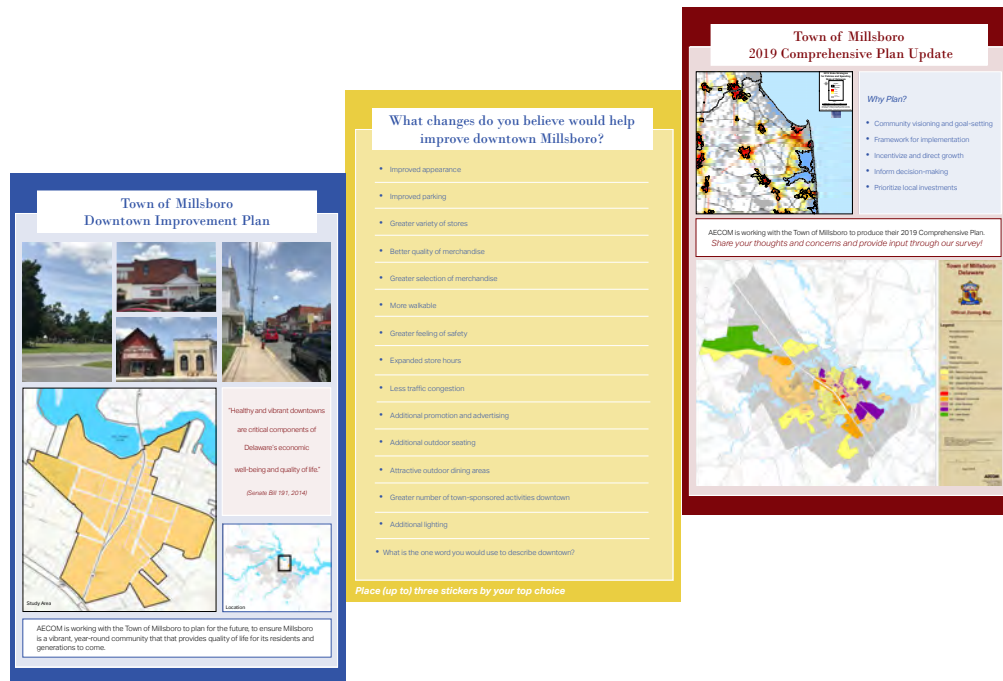 Town of Millsboro
Downtown Improvement Plan
"Healthy and vibrant downtowns
are critical components of
Delaware's economic
well-being and quality of life."
(Senate Bill 191, 2014)
Study Area
Location
AECOM is working with the Town of Millsboro to plan for the future, to ensure Millsboro
is a vibrant, year-round community that that provides quality of life for its residents and
generations to come.
What changes do you believe would help
improve downtown Millsboro?
• Improved appearance
• Improved parking
• Greater variety of stores
• Better quality of merchandise
• Greater selection of merchandise
• More walkable
• Greater feeling of safety
• Expanded store hours
• Less traffic congestion
• Additional promotion and advertising
• Additional outdoor seating
• Attractive outdoor dining areas
• Greater number of town-sponsored activities downtown
• Additional lighting
• What is the one word you would use to describe downtown?
Place (up to) three stickers by your top choice
Town of Millsboro
2019 Comprehensive Plan Update
Why Plan?
• Community visioning and goal-setting
• Framework for implementation
• Incentivize and direct growth
• Inform decision-making
• Prioritize local investments
AECOM is working with the Town of Millsboro to produce their 2019 Comprehensive Plan.
Share your thoughts and concerns and provide input through our survey!
Town of Millsboro
Delaware
Official Zoning Map
Legend
AECOM